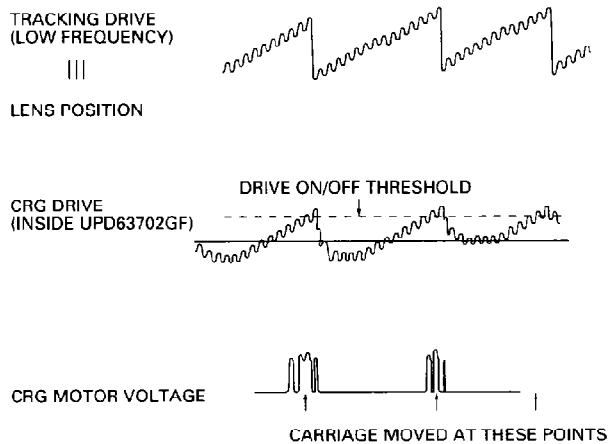 TRACKING DRIVE
(LOW FREQUENCY)
LENS POSITION
DRIVE ON/OFF THRESHOLD
CRG DRIVE
(INSIDE UPD63702GF)
CRG MOTOR VOLTAGE
CARRIAGE MOVED AT THESE POINTS